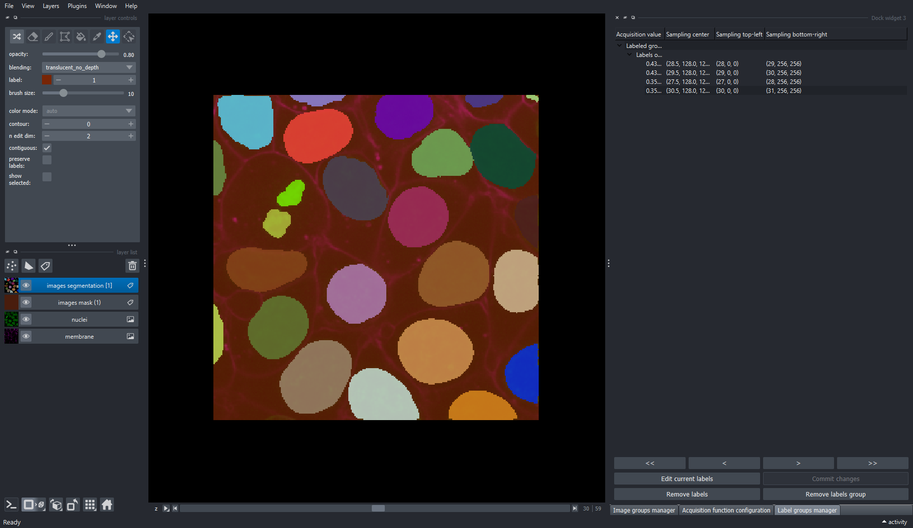 File View Layers Plugins Window Help
layer controls
Dock widget 5
opacity: 0.80
blending: translucent_no_depth
label: 1
brush size: 10
color mode: auto
contour: 0
n edit dim: 2
contiguous:
preserve labels:
show selected:
layer list
images segmentation [1]
images mask (1)
nuclei
membrane
Acquisition value Sampling center Sampling top-left Sampling bottom-right
Labeled gro...
Labels o...
0.43... (28.5, 128.0, 12... (28, 0, 0) (29, 256, 256)
0.43... (29.5, 128.0, 12... (29, 0, 0) (30, 256, 256)
0.35... (27.5, 128.0, 12... (27, 0, 0) (28, 256, 256)
0.35... (30.5, 128.0, 12... (30, 0, 0) (31, 256, 256)
<< < > >>
Edit current labels Commit changes
Remove labels Remove labels group
Image groups manager Acquisition function configuration Label groups manager
z 30 59
Ready
activity